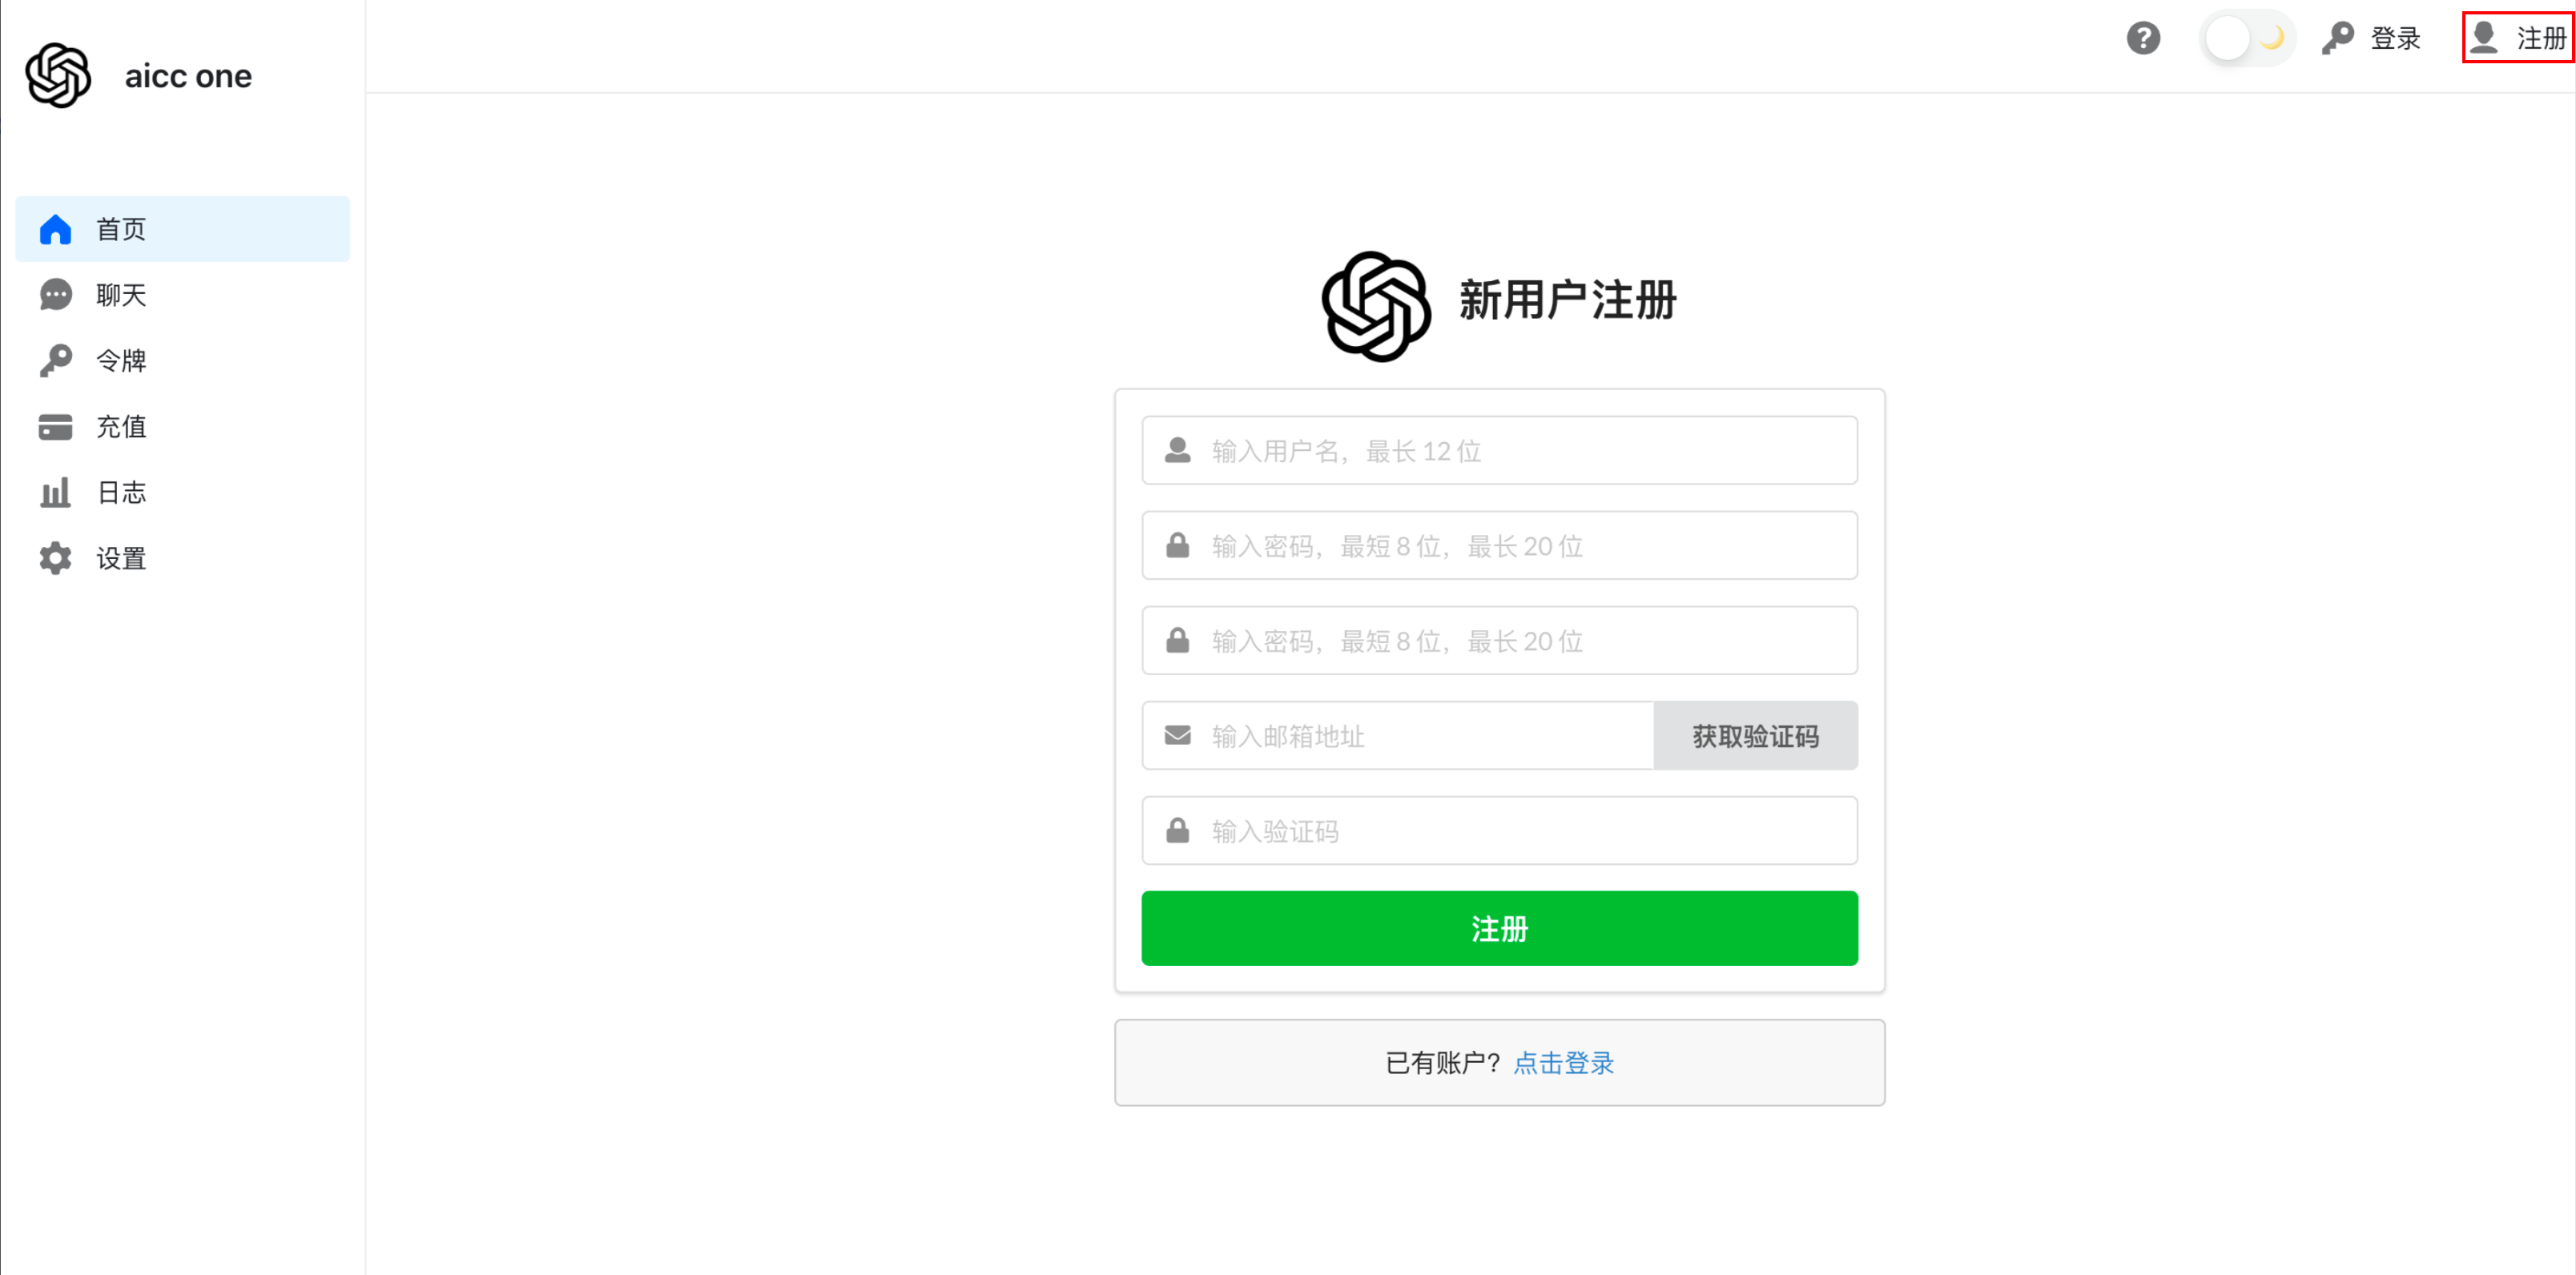 aicc one
登录
注册
首页
聊天
令牌
充值
日志
设置
新用户注册
输入用户名，最长 12 位
输入密码，最短 8 位，最长 20 位
输入密码，最短 8 位，最长 20 位
输入邮箱地址
获取验证码
输入验证码
注册
已有账户？点击登录